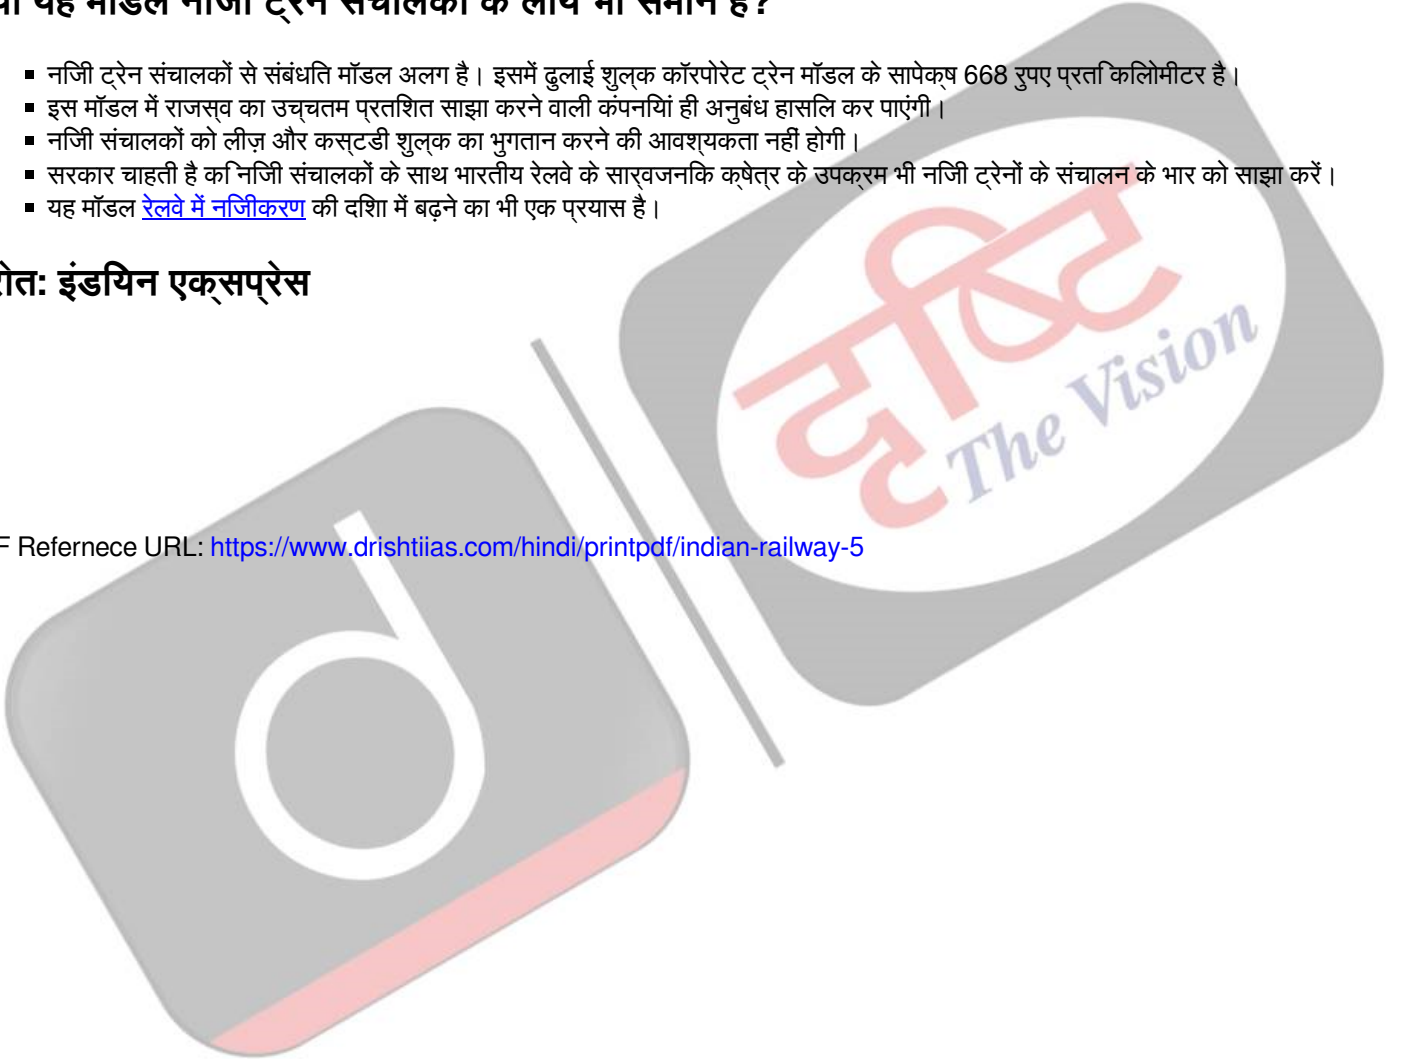 यह मॉडल निजी ट्रेन संचालकों के लिये भी समान है?
निजी ट्रेन संचालकों से संबंधित मॉडल अलग है। इसमें ढुलाई शुल्क कॉरपोरेट ट्रेन मॉडल के सापेक्ष 668 रुपए प्रति किलोमीटर है।
इस मॉडल में राजस्व का उच्चतम प्रतिशत साझा करने वाली कंपनियां ही अनुबंध हासिल कर पाएंगी।
निजी संचालकों को लीज़ और कस्टडी शुल्क का भुगतान करने की आवश्यकता नहीं होगी।
सरकार चाहती है कि निजी संचालकों के साथ भारतीय रेलवे के सार्वजनिक क्षेत्र के उपक्रम भी निजी ट्रेनों के संचालन के भार को साझा करें।
यह मॉडल रेलवे में निजीकरण की दिशा में बढ़ने का भी एक प्रयास है।
रोत: इंडियन एक्सप्रेस
दृष्टि
The Vision
F Refernece URL: https://www.drishtiias.com/hindi/printpdf/indian-railway-5
d